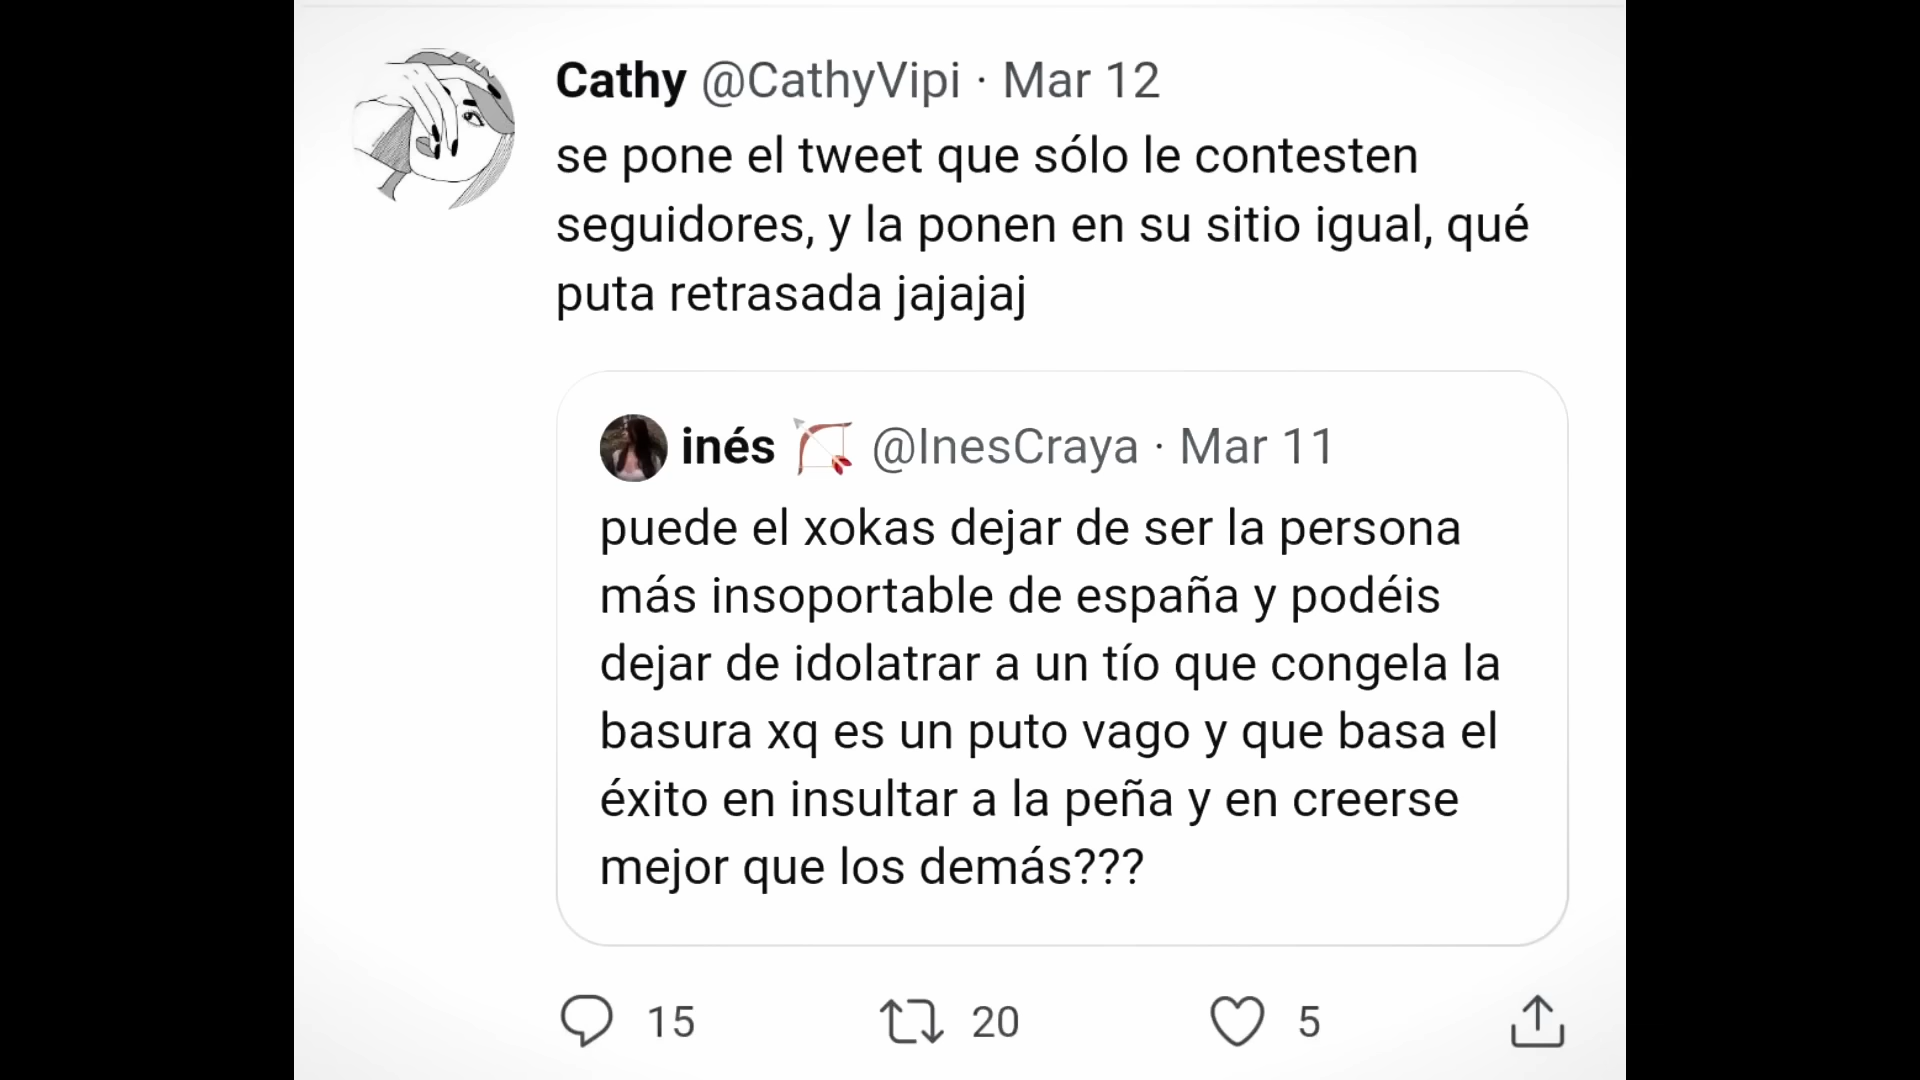 Cathy @CathyVipi · Mar 12
se pone el tweet que sólo le contesten
seguidores, y la ponen en su sitio igual, qué
puta retrasada jajajaj
inés 🏹 @InesCraya · Mar 11
puede el xokas dejar de ser la persona
más insoportable de españa y podéis
dejar de idolatrar a un tío que congela la
basura xq es un puto vago y que basa el
éxito en insultar a la peña y en creerse
mejor que los demás???
15 20 5